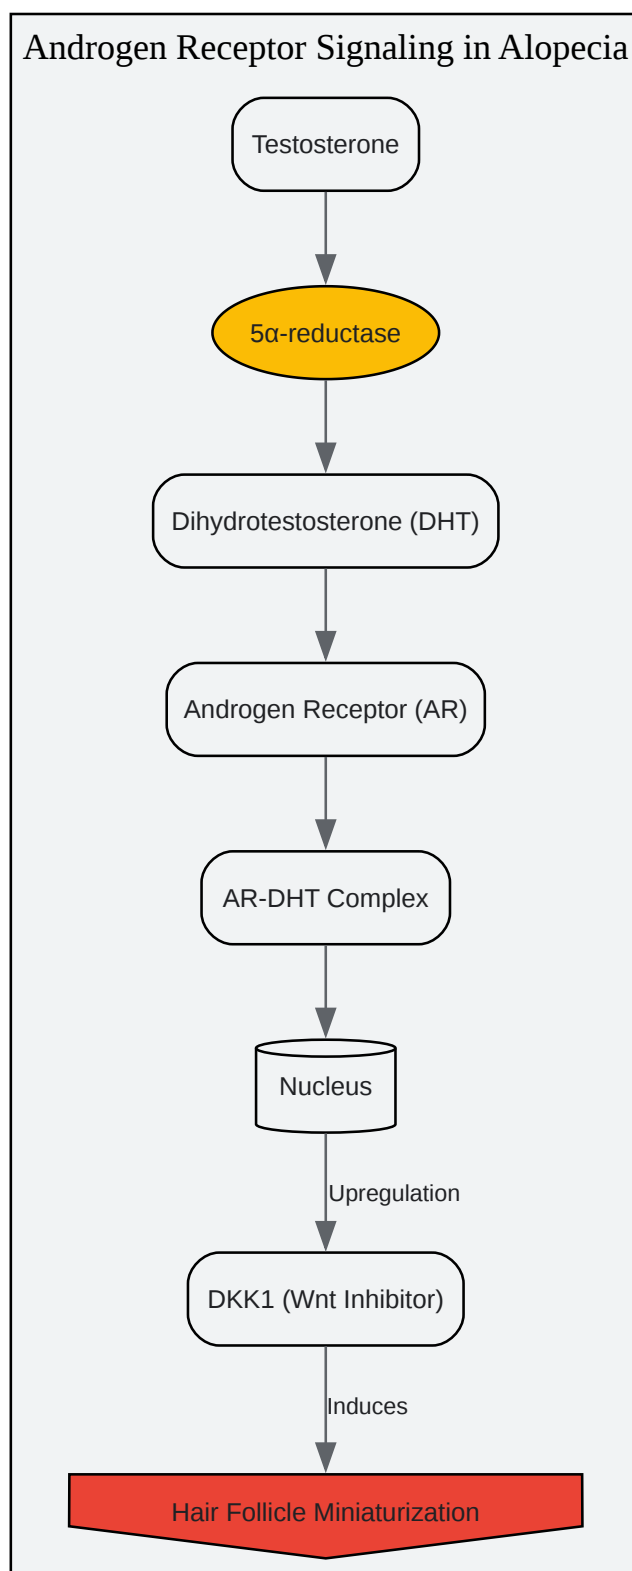 Androgen Receptor Signaling in Alopecia
Testosterone
5α-reductase
Dihydrotestosterone (DHT)
Androgen Receptor (AR)
AR-DHT Complex
Nucleus
Upregulation
DKK1 (Wnt Inhibitor)
Induces
Hair Follicle Miniaturization